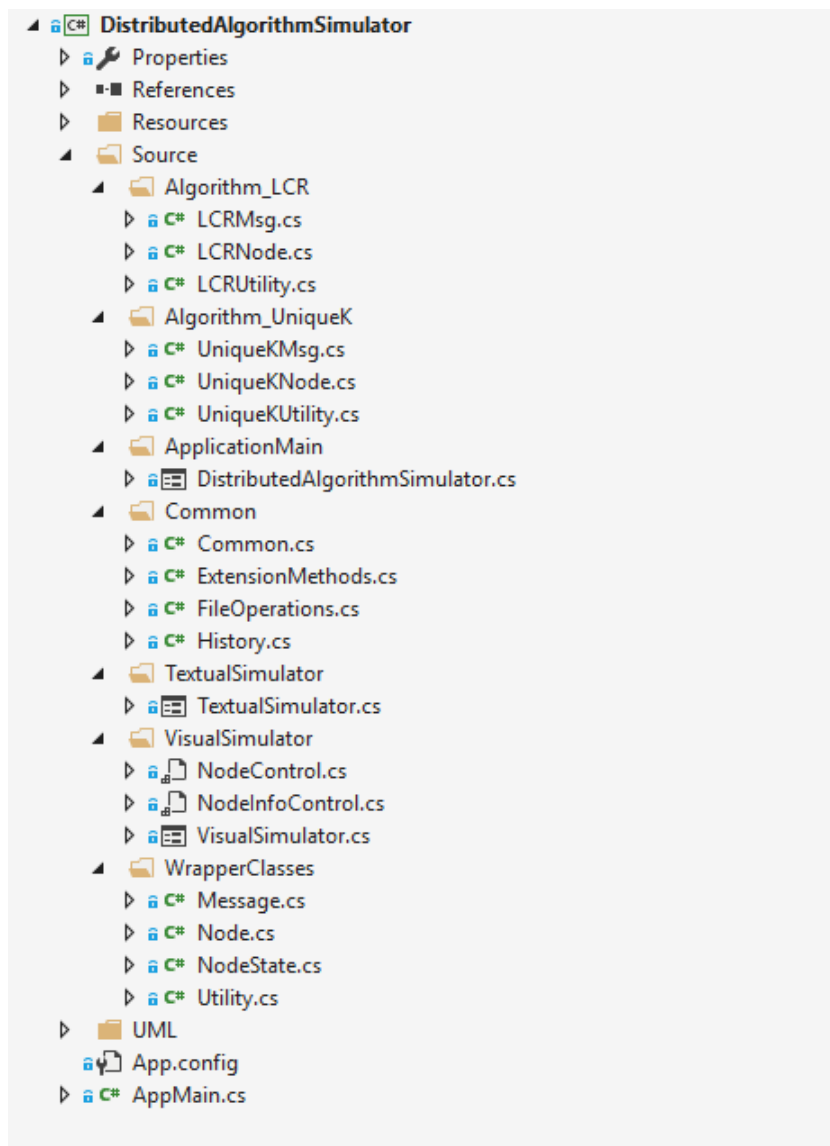 C# DistributedAlgorithmSimulator
Properties
References
Resources
Source
Algorithm_LCR
C# LCRMsg.cs
C# LCRNode.cs
C# LCRUtility.cs
Algorithm_UniqueK
C# UniqueKMsg.cs
C# UniqueKNode.cs
C# UniqueKUtility.cs
ApplicationMain
DistributedAlgorithmSimulator.cs
Common
C# Common.cs
C# ExtensionMethods.cs
C# FileOperations.cs
C# History.cs
TextualSimulator
TextualSimulator.cs
VisualSimulator
NodeControl.cs
NodeInfoControl.cs
VisualSimulator.cs
WrapperClasses
C# Message.cs
C# Node.cs
C# NodeState.cs
C# Utility.cs
UML
App.config
C# AppMain.cs